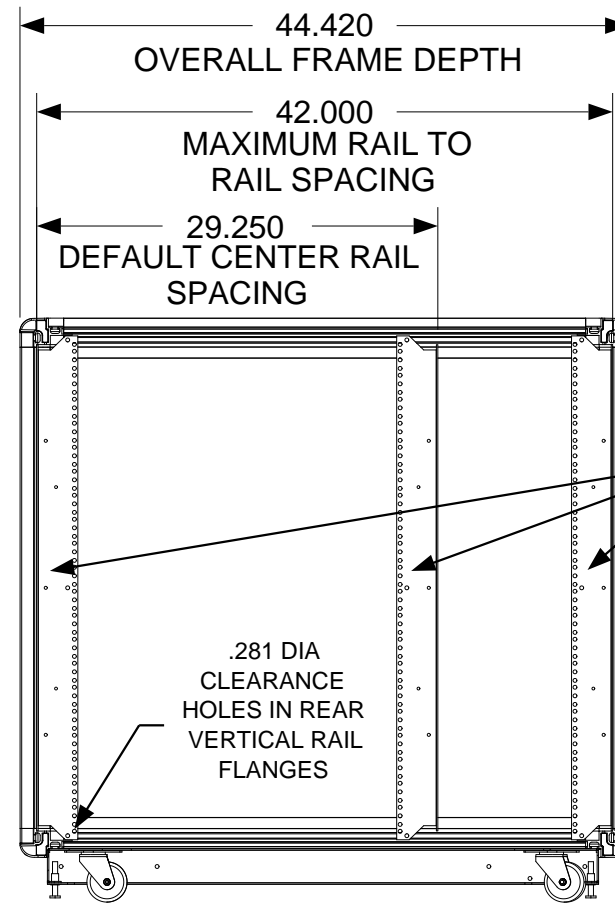 44.420
OVERALL FRAME DEPTH
42.000
MAXIMUM RAIL TO
RAIL SPACING
29.250
DEFAULT CENTER RAIL
SPACING
.281 DIA
CLEARANCE
HOLES IN REAR
VERTICAL RAIL
FLANGES